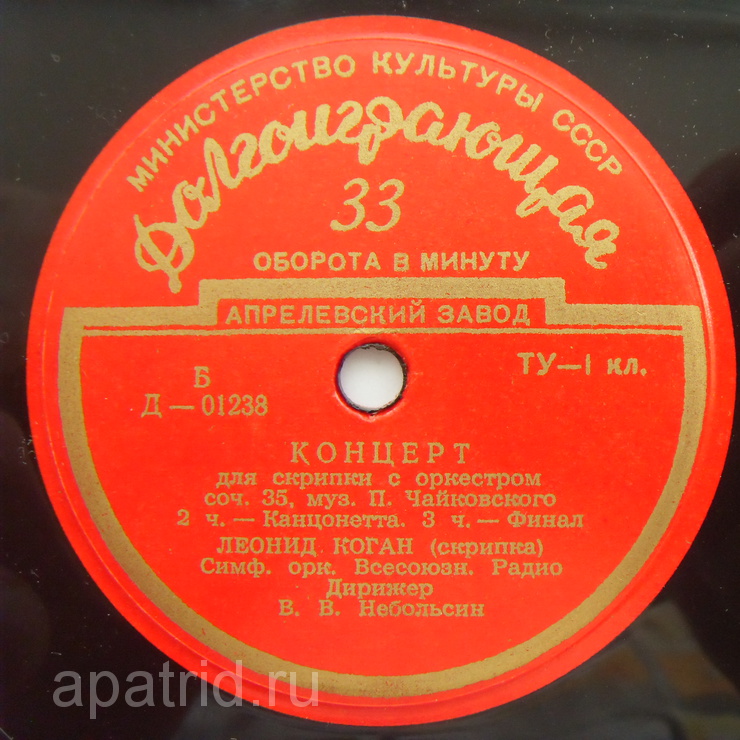 МИНИСТЕРСТВО КУЛЬТУРЫ СССР
Долгоиграющая
33
ОБОРОТА В МИНУТУ
АПРЕЛЕВСКИЙ ЗАВОД
ТУ—I кл.
Б
Д—01238
КОНЦЕРТ
для скрипки с оркестром
соч. 35, муз. П. Чайковского
2 ч.—Канцонетта. 3 ч.—Финал
ЛЕОНИД КОГАН (скрипка)
Симф. орк. Всесоюзн. Радио
Дирижер
В. В. Небольсин
apatrid.ru